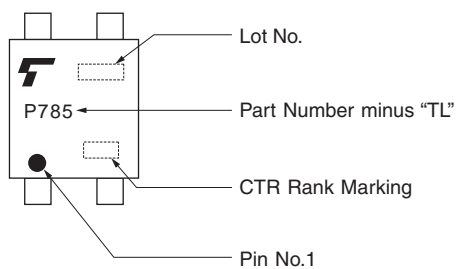 Lot No.
P785
Part Number minus “TL”
CTR Rank Marking
Pin No.1